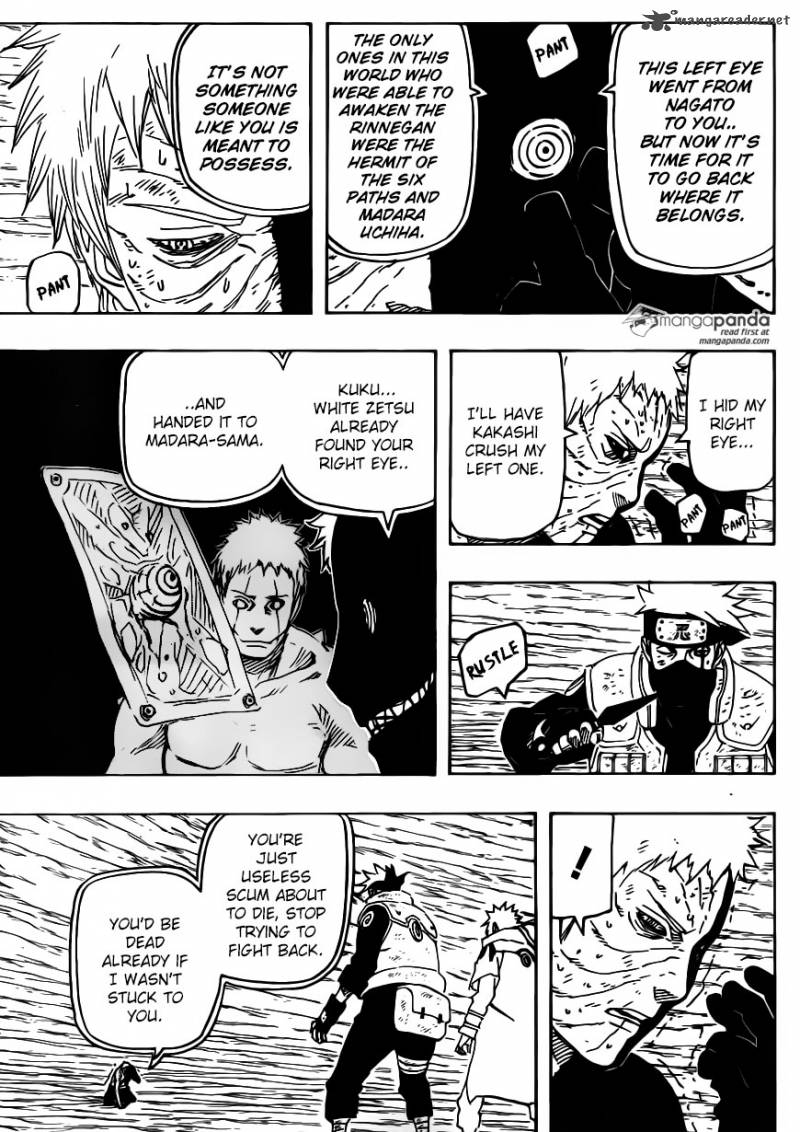 mangareader.net
PANT
THIS LEFT EYE
WENT FROM
NAGATO
TO YOU..
BUT NOW IT'S
TIME FOR IT
TO GO BACK
WHERE IT
BELONGS.
THE ONLY
ONES IN THIS
WORLD WHO
WERE ABLE TO
AWAKEN THE
RINNEGAN
WERE THE
HERMIT OF
THE SIX
PATHS AND
MADARA
UCHIHA.
IT'S NOT
SOMETHING
SOMEONE
LIKE YOU IS
MEANT TO
POSSESS.
PANT
mangapanda
read first at
mangapanda.com
I HID MY
RIGHT
EYE...
I'LL HAVE
KAKASHI
CRUSH MY
LEFT ONE.
PANT
PANT
KUKU...
WHITE ZETSU
ALREADY
FOUND YOUR
RIGHT EYE..
..AND
HANDED IT TO
MADARA-SAMA.
RUSTLE
!
YOU'RE
JUST
USELESS
SCUM ABOUT
TO DIE, STOP
TRYING TO
FIGHT BACK.
YOU'D BE
DEAD
ALREADY IF
I WASN'T
STUCK TO
YOU.